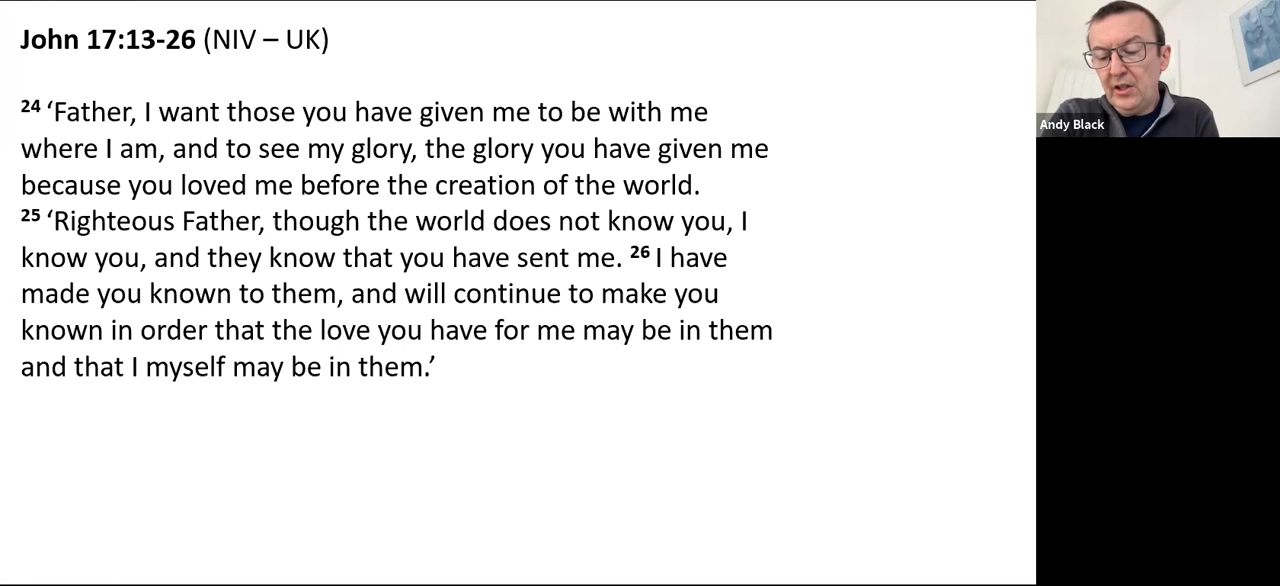 John 17:13-26 (NIV – UK)
24 ‘Father, I want those you have given me to be with me
where I am, and to see my glory, the glory you have given me
because you loved me before the creation of the world.
25 ‘Righteous Father, though the world does not know you, I
know you, and they know that you have sent me. 26 I have
made you known to them, and will continue to make you
known in order that the love you have for me may be in them
and that I myself may be in them.’
Andy Black